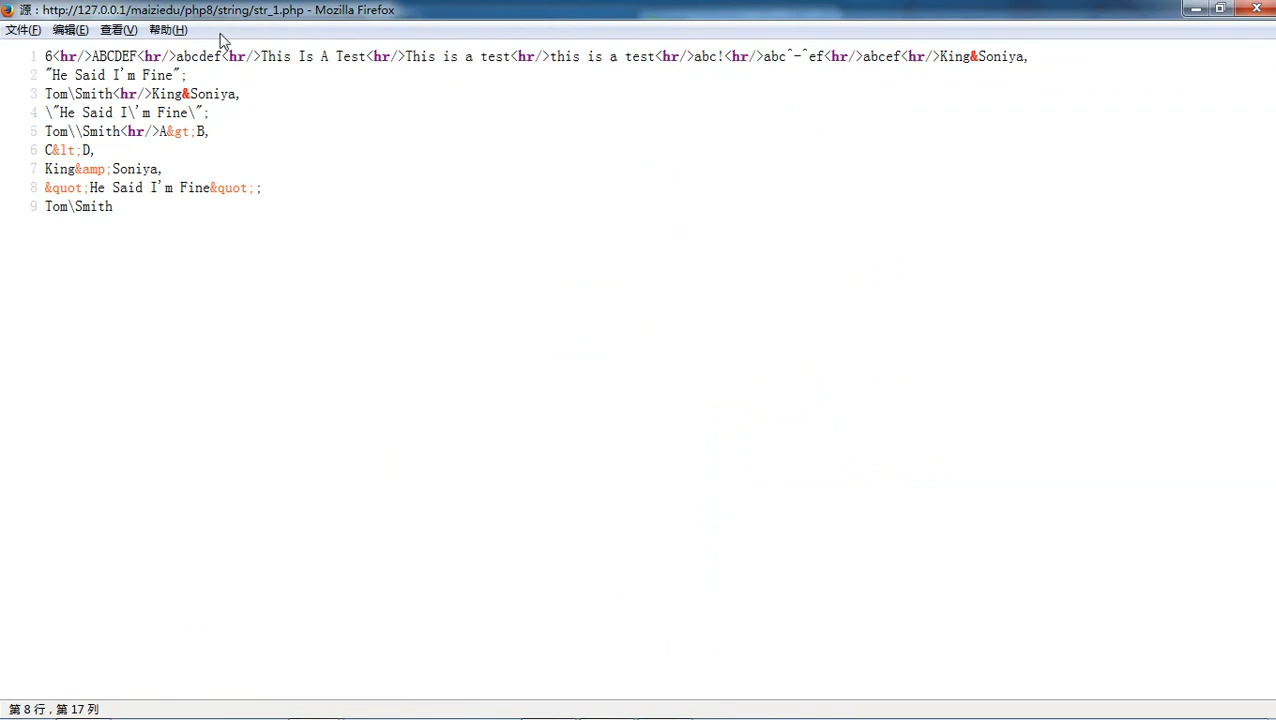 源 : http://127.0.0.1/maiziedu/php8/string/str_1.php - Mozilla Firefox
文件(F) 编辑(E) 查看(V) 帮助(H)
1 6<hr/>ABCDEF<hr/>abcdef<hr/>This Is A Test<hr/>This is a test<hr/>this is a test<hr/>abc!<hr/>abc^-^ef<hr/>abcef<hr/>King&Soniya,
2 "He Said I'm Fine";
3 Tom\Smith<hr/>King&Soniya,
4 \"He Said I\'m Fine\";
5 Tom\\Smith<hr/>A&gt;B,
6 C&lt;D,
7 King&amp;Soniya,
8 &quot;He Said I'm Fine&quot;;
9 Tom\Smith
第 8 行 , 第 17 列